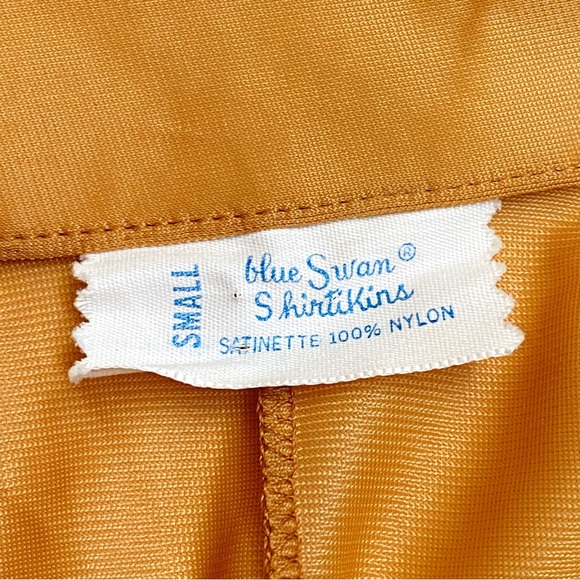 SMALL
blue Swan®
Shirtikins
SATINETTE 100% NYLON